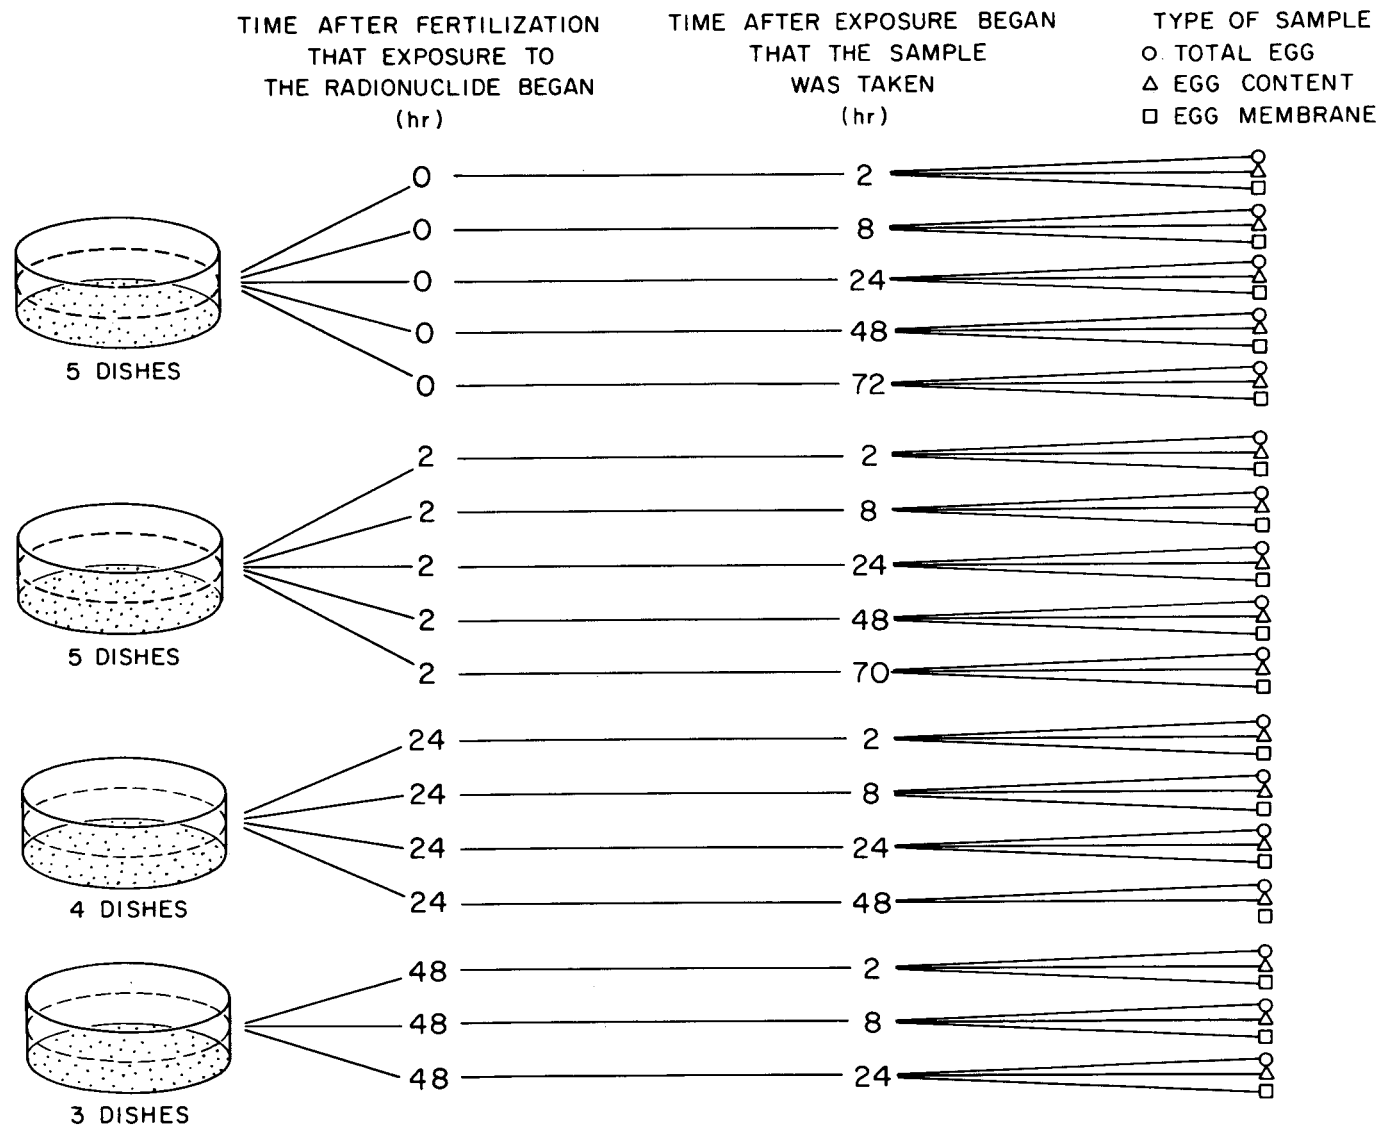 TIME AFTER FERTILIZATION
THAT EXPOSURE TO
THE RADIONUCLIDE BEGAN
(hr)
TIME AFTER EXPOSURE BEGAN
THAT THE SAMPLE
WAS TAKEN
(hr)
TYPE OF SAMPLE
TOTAL EGG
EGG CONTENT
EGG MEMBRANE
0 2
0 8
0 24
0 48
0 72
5 DISHES
2 2
2 8
2 24
2 48
2 70
5 DISHES
24 2
24 8
24 24
24 48
4 DISHES
48 2
48 8
48 24
3 DISHES